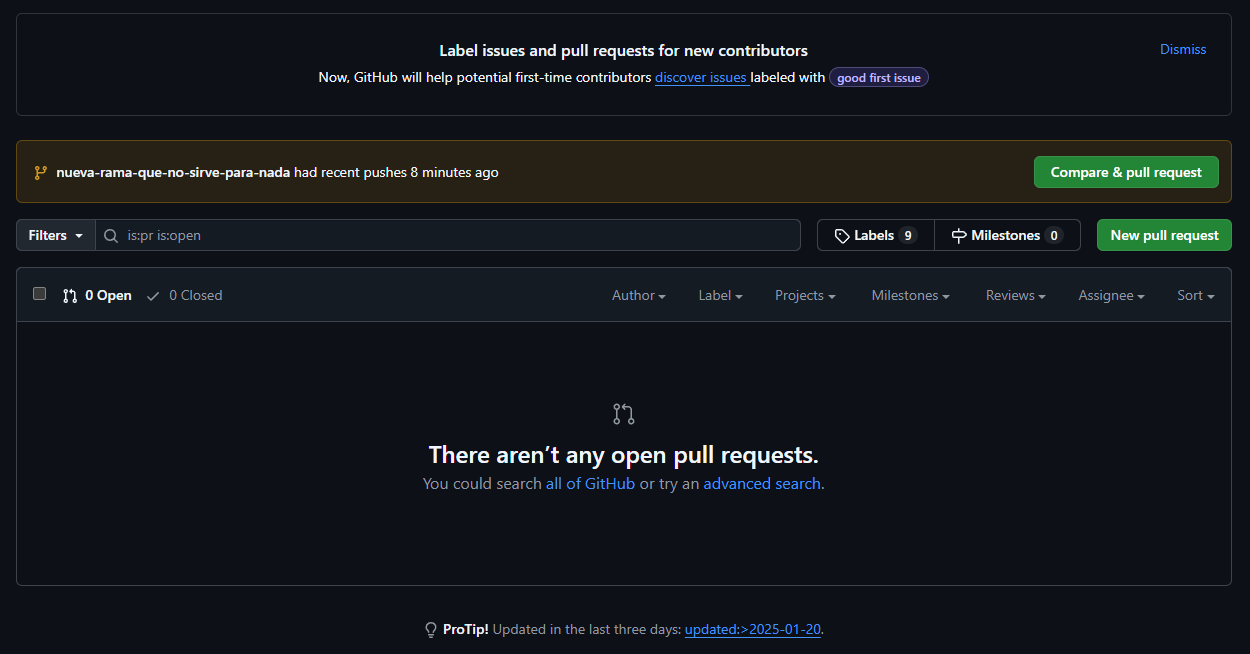 Label issues and pull requests for new contributors
Dismiss
Now, GitHub will help potential first-time contributors discover issues labeled with good first issue
nueva-rama-que-no-sirve-para-nada had recent pushes 8 minutes ago
Compare & pull request
Filters
is:pr is:open
Labels 9
Milestones 0
New pull request
0 Open
0 Closed
Author
Label
Projects
Milestones
Reviews
Assignee
Sort
There aren’t any open pull requests.
You could search all of GitHub or try an advanced search.
ProTip! Updated in the last three days: updated:>2025-01-20.